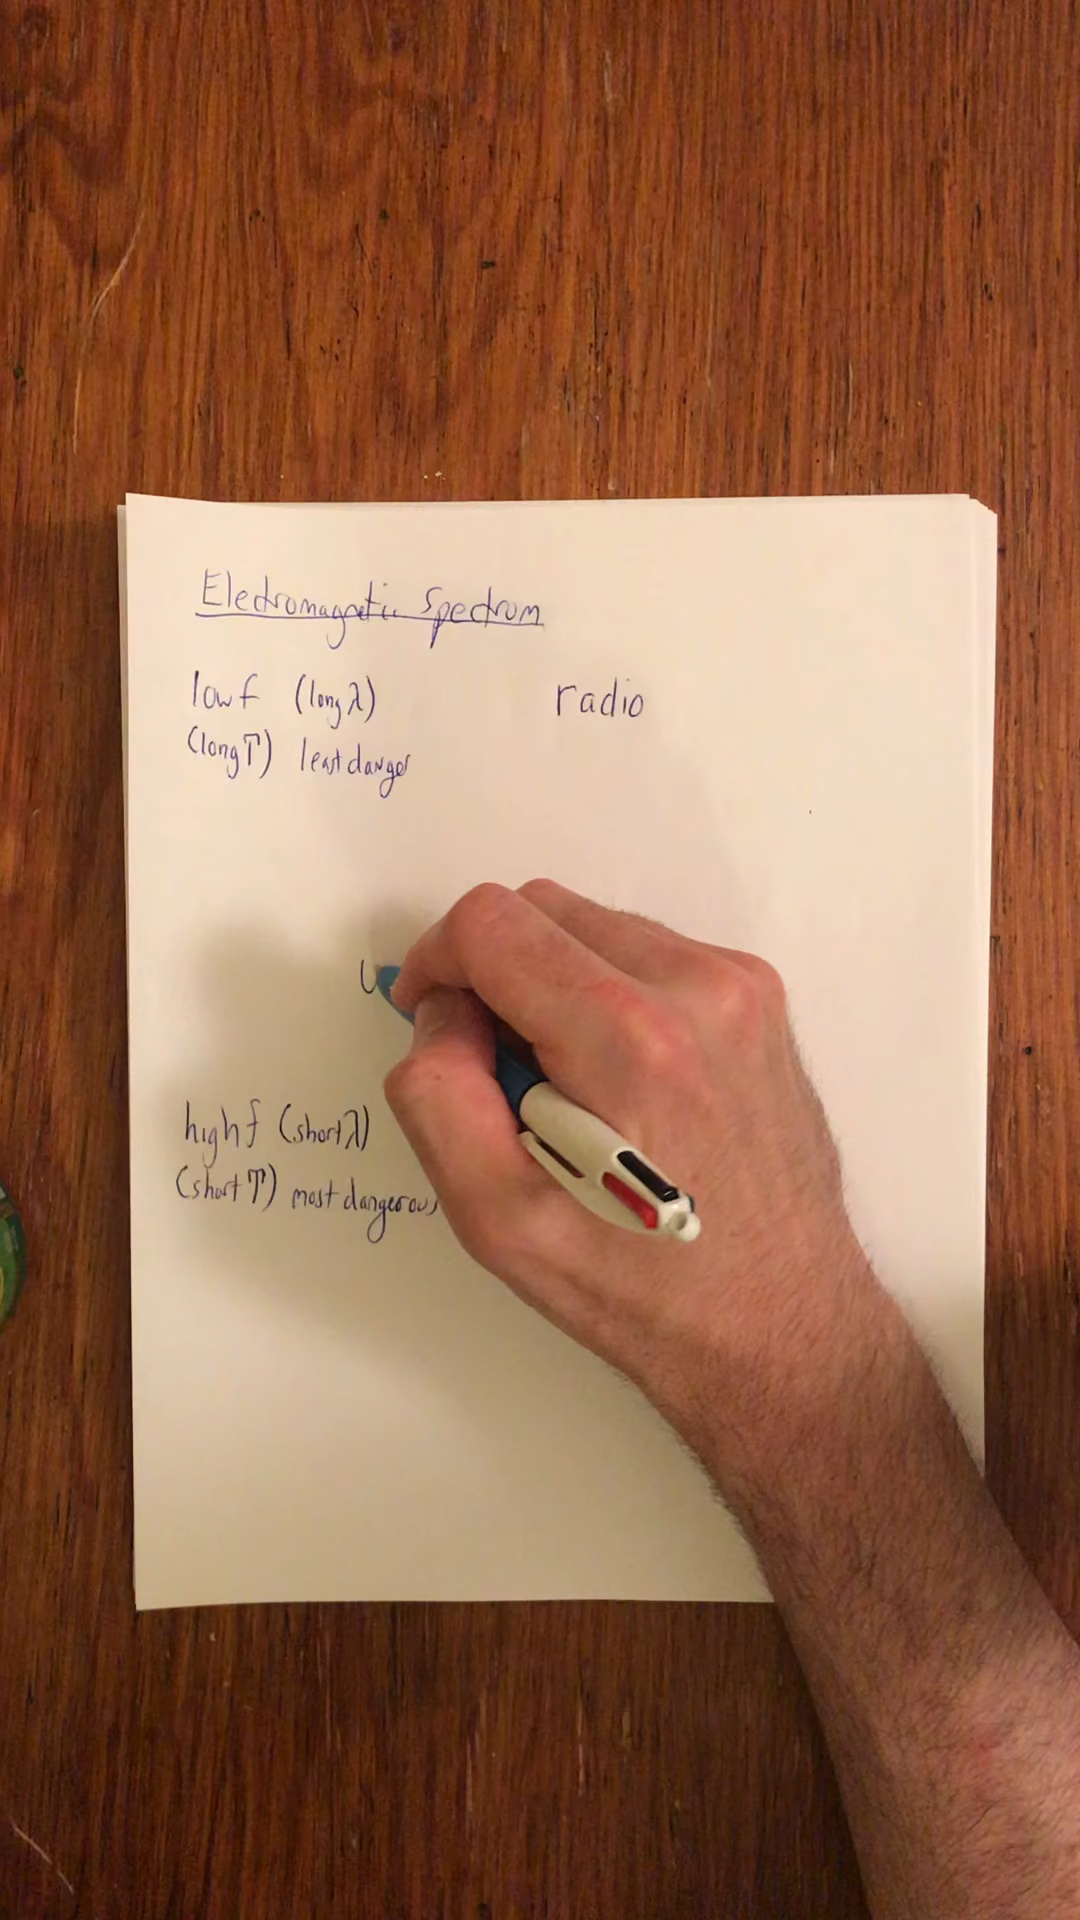 Electromagnetic Spectrum
low f (long λ) radio
(long T) least danger
U
high f (short λ)
(short T) most dangerous